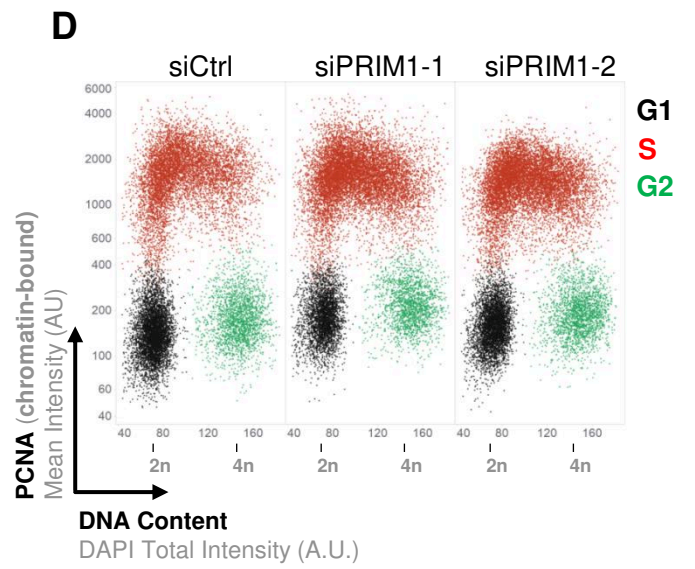 D
siCtrl siPRIM1-1 siPRIM1-2
G1
S
G2
6000
4000
2000
1000
600
400
200
100
60
40
PCNA (chromatin-bound)
Mean Intensity (AU)
40 80 120 160 40 80 120 160 40 80 120 160
2n 4n 2n 4n 2n 4n
DNA Content
DAPI Total Intensity (A.U.)